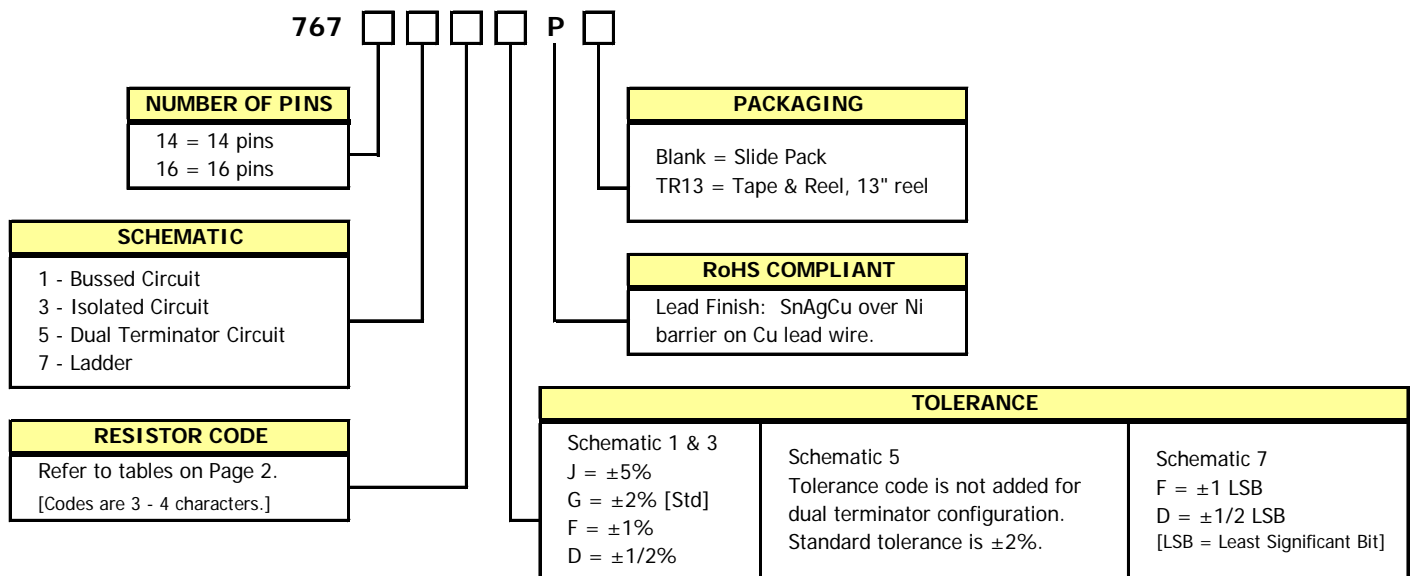 767 P
NUMBER OF PINS
14 = 14 pins
16 = 16 pins
PACKAGING
Blank = Slide Pack
TR13 = Tape & Reel, 13" reel
SCHEMATIC
1 - Bussed Circuit
3 - Isolated Circuit
5 - Dual Terminator Circuit
7 - Ladder
RoHS COMPLIANT
Lead Finish: SnAgCu over Ni
barrier on Cu lead wire.
RESISTOR CODE
Refer to tables on Page 2.
[Codes are 3 - 4 characters.]
TOLERANCE
Schematic 1 & 3
J = ±5%
G = ±2% [Std]
F = ±1%
D = ±1/2%
Schematic 5
Tolerance code is not added for
dual terminator configuration.
Standard tolerance is ±2%.
Schematic 7
F = ±1 LSB
D = ±1/2 LSB
[LSB = Least Significant Bit]